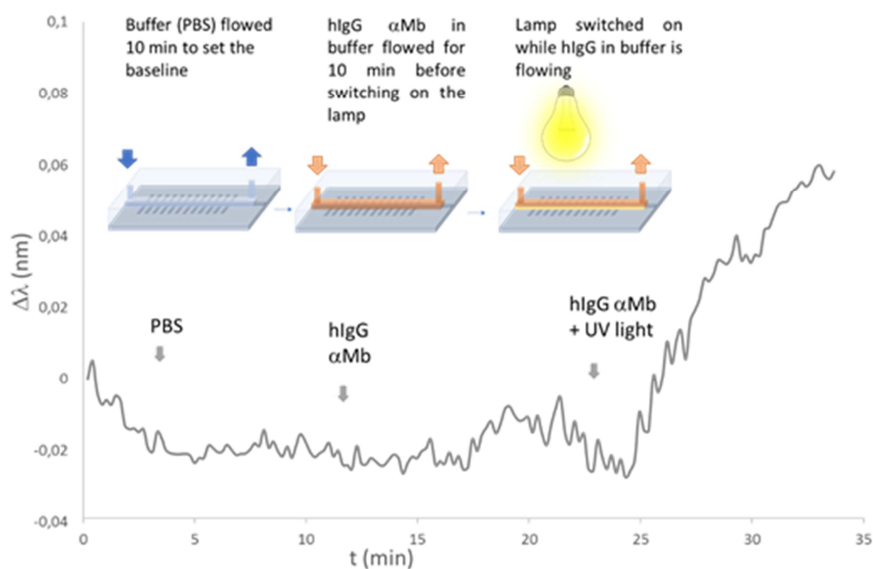 Buffer (PBS) flowed
10 min to set the
baseline
hIgG αMb in
buffer flowed for
10 min before
switching on the
lamp
Lamp switched on
while hIgG in buffer is
flowing
0,1
0,08
0,06
0,04
0,02
0
-0,02
-0,04
Δλ (nm)
PBS
hIgG
αMb
hIgG αMb
+ UV light
0
5
10
15
20
25
30
35
t (min)